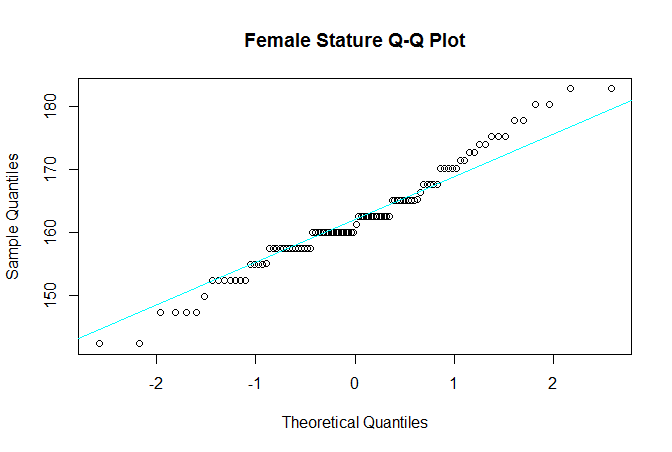 Female Stature Q-Q Plot
Sample Quantiles
180
170
160
150
-2 -1 0 1 2
Theoretical Quantiles